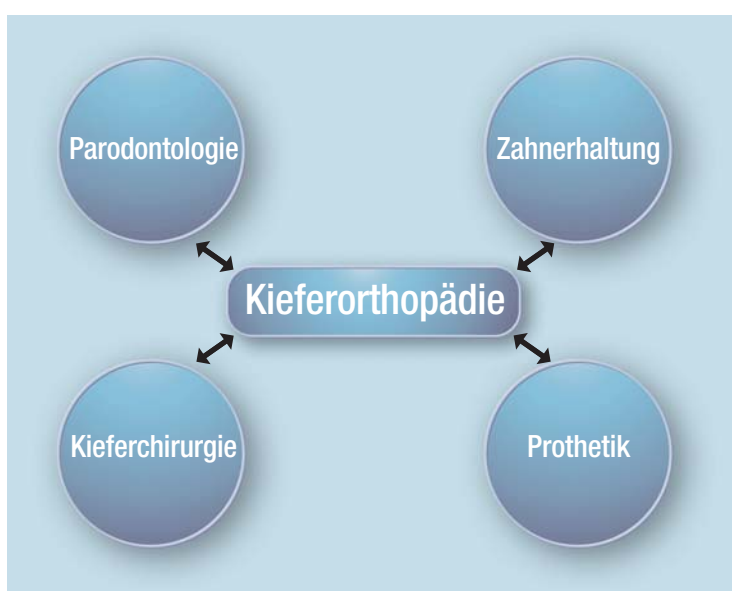 Parodontologie
Zahnerhaltung
Kieferorthopädie
Kieferchirurgie
Prothetik